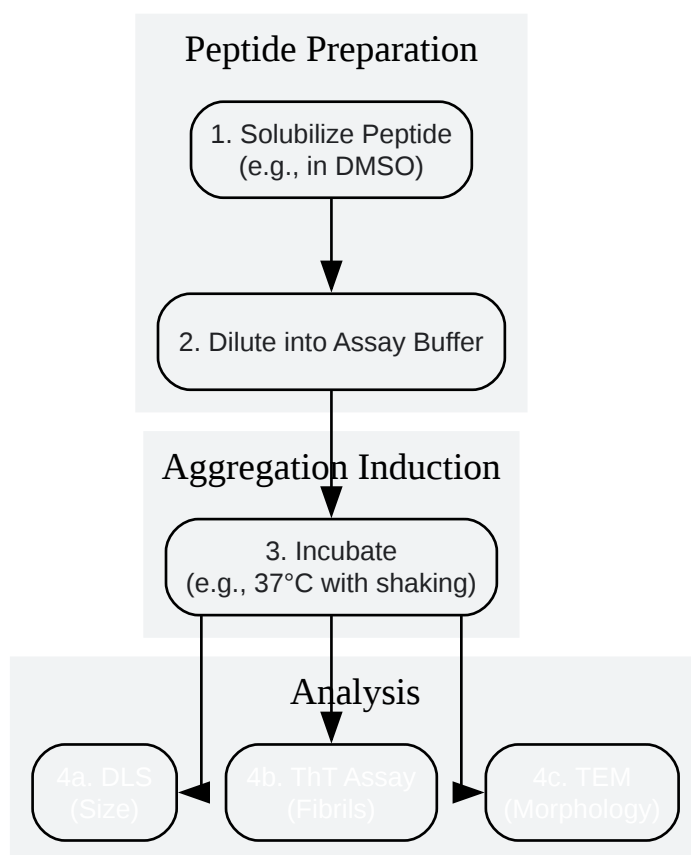 Peptide Preparation
1. Solubilize Peptide
(e.g., in DMSO)
2. Dilute into Assay Buffer
Aggregation Induction
3. Incubate
(e.g., 37°C with shaking)
Analysis
4a. DLS
(Size)
4b. ThT Assay
(Fibrils)
4c. TEM
(Morphology)